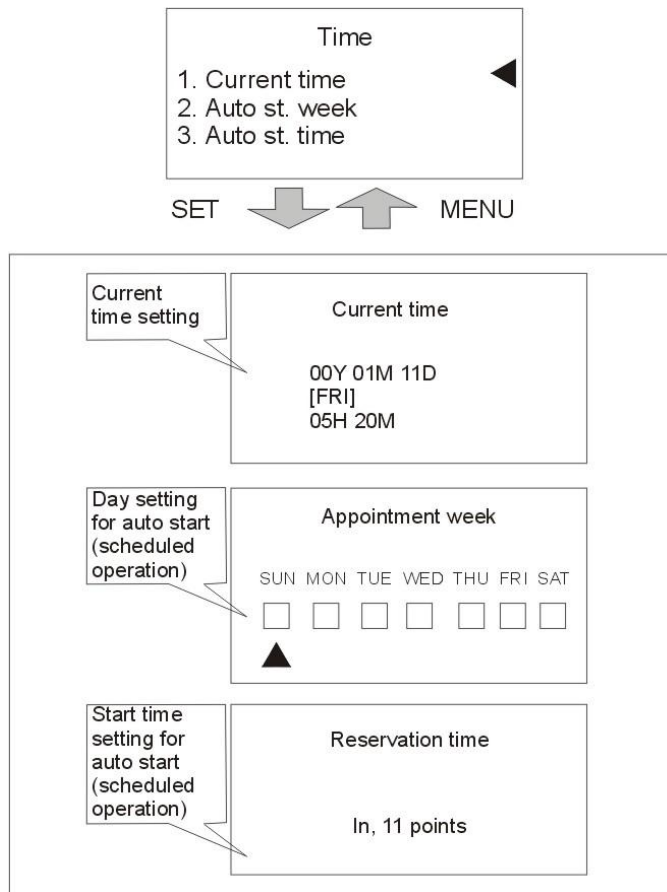 Time
1. Current time
2. Auto st. week
3. Auto st. time
SET
MENU
Current
time setting
Current time
00Y 01M 11D
[FRI]
05H 20M
Day setting
for auto start
(scheduled
operation)
Appointment week
SUN MON TUE WED THU FRI SAT
Start time
setting for
auto start
(scheduled
operation)
Reservation time
In, 11 points